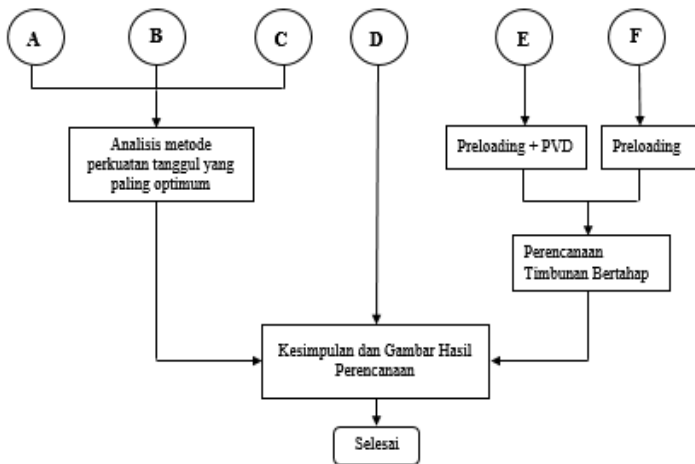 A
B
C
D
E
F
Analisis metode
perkuatan tanggul yang
paling optimum
Preloading + PVD
Preloading
Perencanaan
Timbunan Bertahap
Kesimpulan dan Gambar Hasil
Perencanaan
Selesai